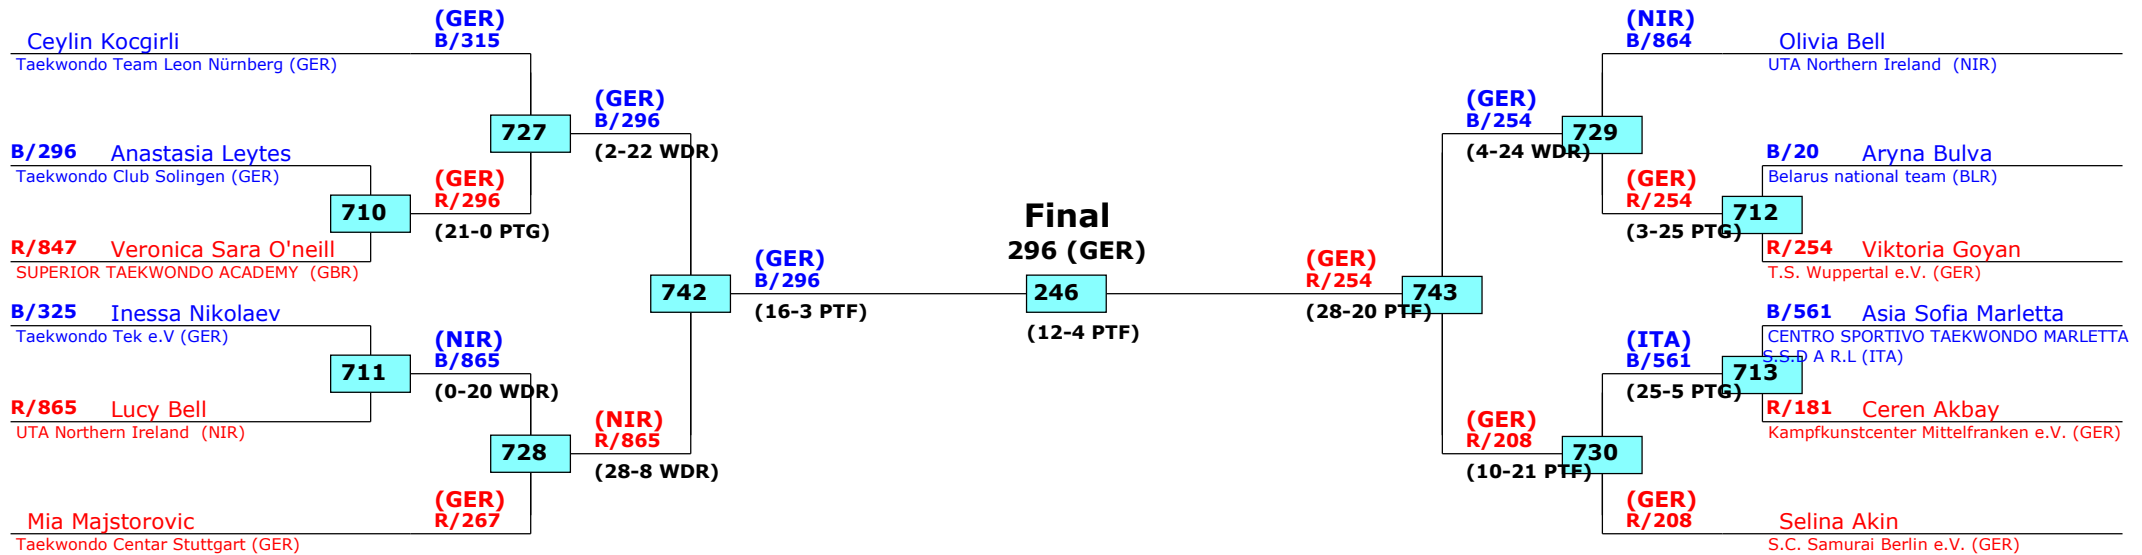 (GER)
B/315
Ceylin Kocgirli
Taekwondo Team Leon Nürnberg (GER)
727
(GER)
B/296
(2-22 WDR)
B/296 Anastasia Leytes
Taekwondo Club Solingen (GER)
710
(GER)
R/296
(21-0 PTG)
R/847 Veronica Sara O'neill
SUPERIOR TAEKWONDO ACADEMY (GBR)
742
(GER)
B/296
(16-3 PTF)
B/325 Inessa Nikolaev
Taekwondo Tek e.V (GER)
711
(NIR)
B/865
(0-20 WDR)
R/865 Lucy Bell
UTA Northern Ireland (NIR)
728
(NIR)
R/865
(28-8 WDR)
(GER)
R/267
Mia Majstorovic
Taekwondo Centar Stuttgart (GER)
Final
296 (GER)
246
(12-4 PTF)
(NIR)
B/864
Olivia Bell
UTA Northern Ireland (NIR)
(GER)
B/254
729
(4-24 WDR)
B/20 Aryna Bulva
Belarus national team (BLR)
(GER)
R/254
712
(3-25 PTG)
R/254 Viktoria Goyan
T.S. Wuppertal e.V. (GER)
(GER)
R/254
743
(28-20 PTF)
B/561 Asia Sofia Marletta
CENTRO SPORTIVO TAEKWONDO MARLETTA
S.S.D A R.L (ITA)
(ITA)
B/561
713
(25-5 PTG)
R/181 Ceren Akbay
Kampfkunstcenter Mittelfranken e.V. (GER)
(GER)
R/208
730
(10-21 PTF)
(GER)
R/208
Selina Akin
S.C. Samurai Berlin e.V. (GER)